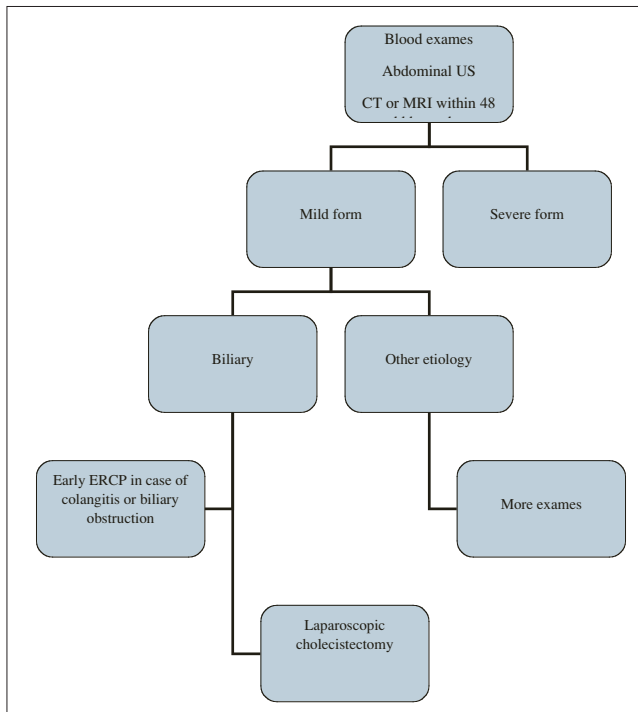 Blood exames
Abdominal US
CT or MRI within 48
Mild form
Severe form
Biliary
Other etiology
Early ERCP in case of
colangitis or biliary
obstruction
More exames
Laparoscopic
cholecistectomy